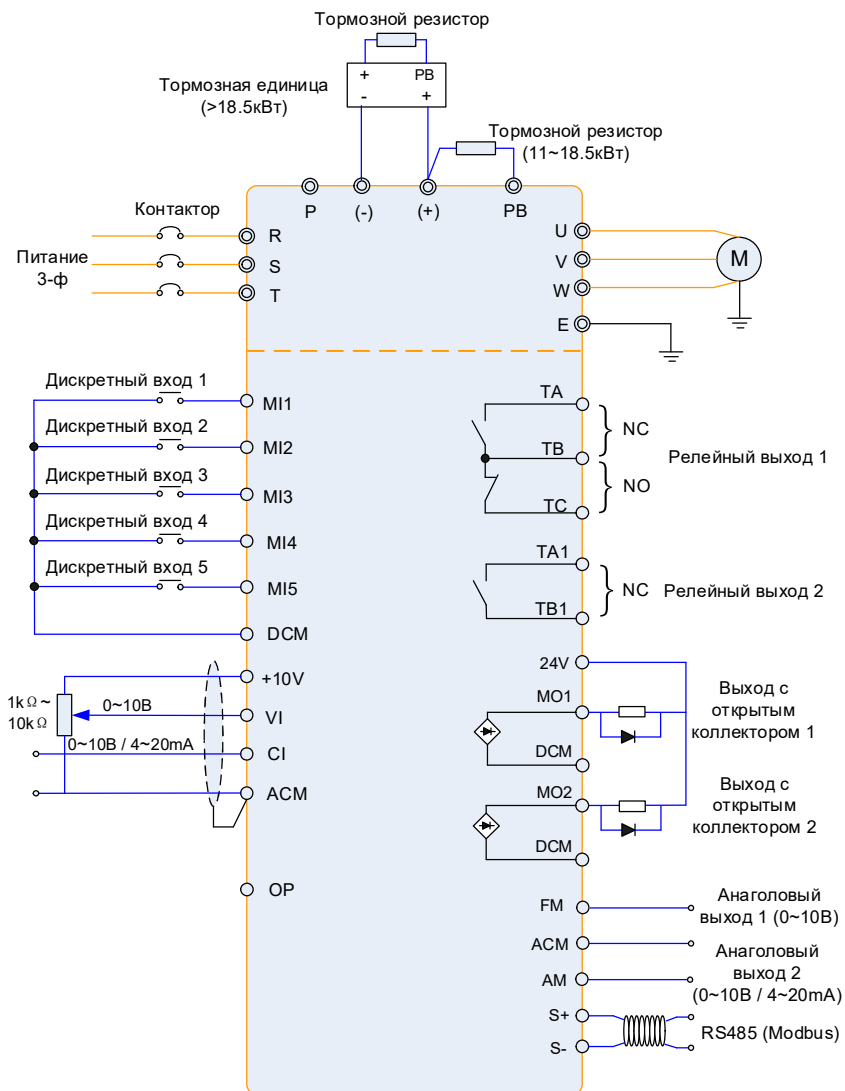 Тормозной резистор
+ PB
- +
Тормозная единица
(>18.5кВт)
Тормозной резистор
(11~18.5кВт)
P (-) (+) PB
Контактор
Питание
3-ф
R
S
T
U
V
W
E
M
Дискретный вход 1
MI1
Дискретный вход 2
MI2
Дискретный вход 3
MI3
Дискретный вход 4
MI4
Дискретный вход 5
MI5
DCM
+10V
1kΩ~
10kΩ
0~10В
VI
0~10В / 4~20mA
CI
ACM
OP
TA
NC
TB
Релейный выход 1
NO
TC
TA1
NC
Релейный выход 2
TB1
24V
MO1
Выход с
открытым
коллектором 1
DCM
MO2
Выход с
открытым
коллектором 2
DCM
FM
Анаголовый
выход 1 (0~10В)
ACM
Анаголовый
выход 2
(0~10В / 4~20mA)
AM
S+
S-
RS485 (Modbus)